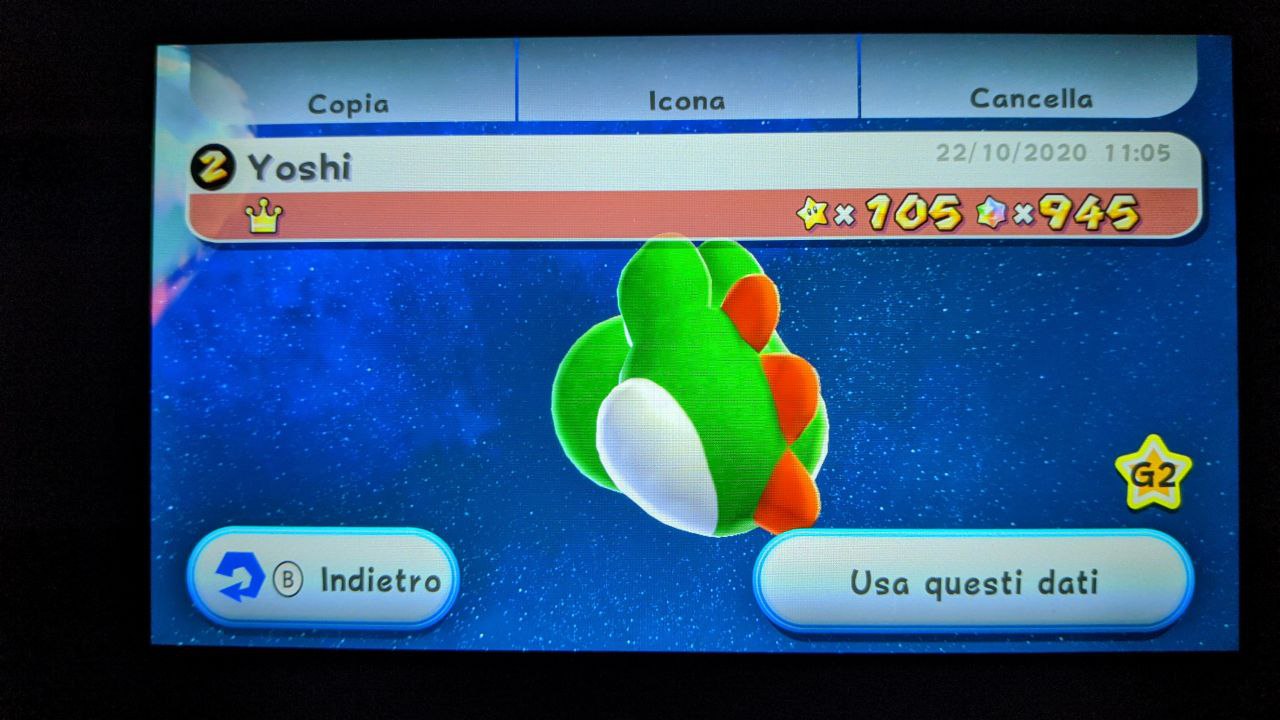 Copia
Icona
Cancella
2 Yoshi
22/10/2020 11:05
×105 ×945
G2
B Indietro
Usa questi dati